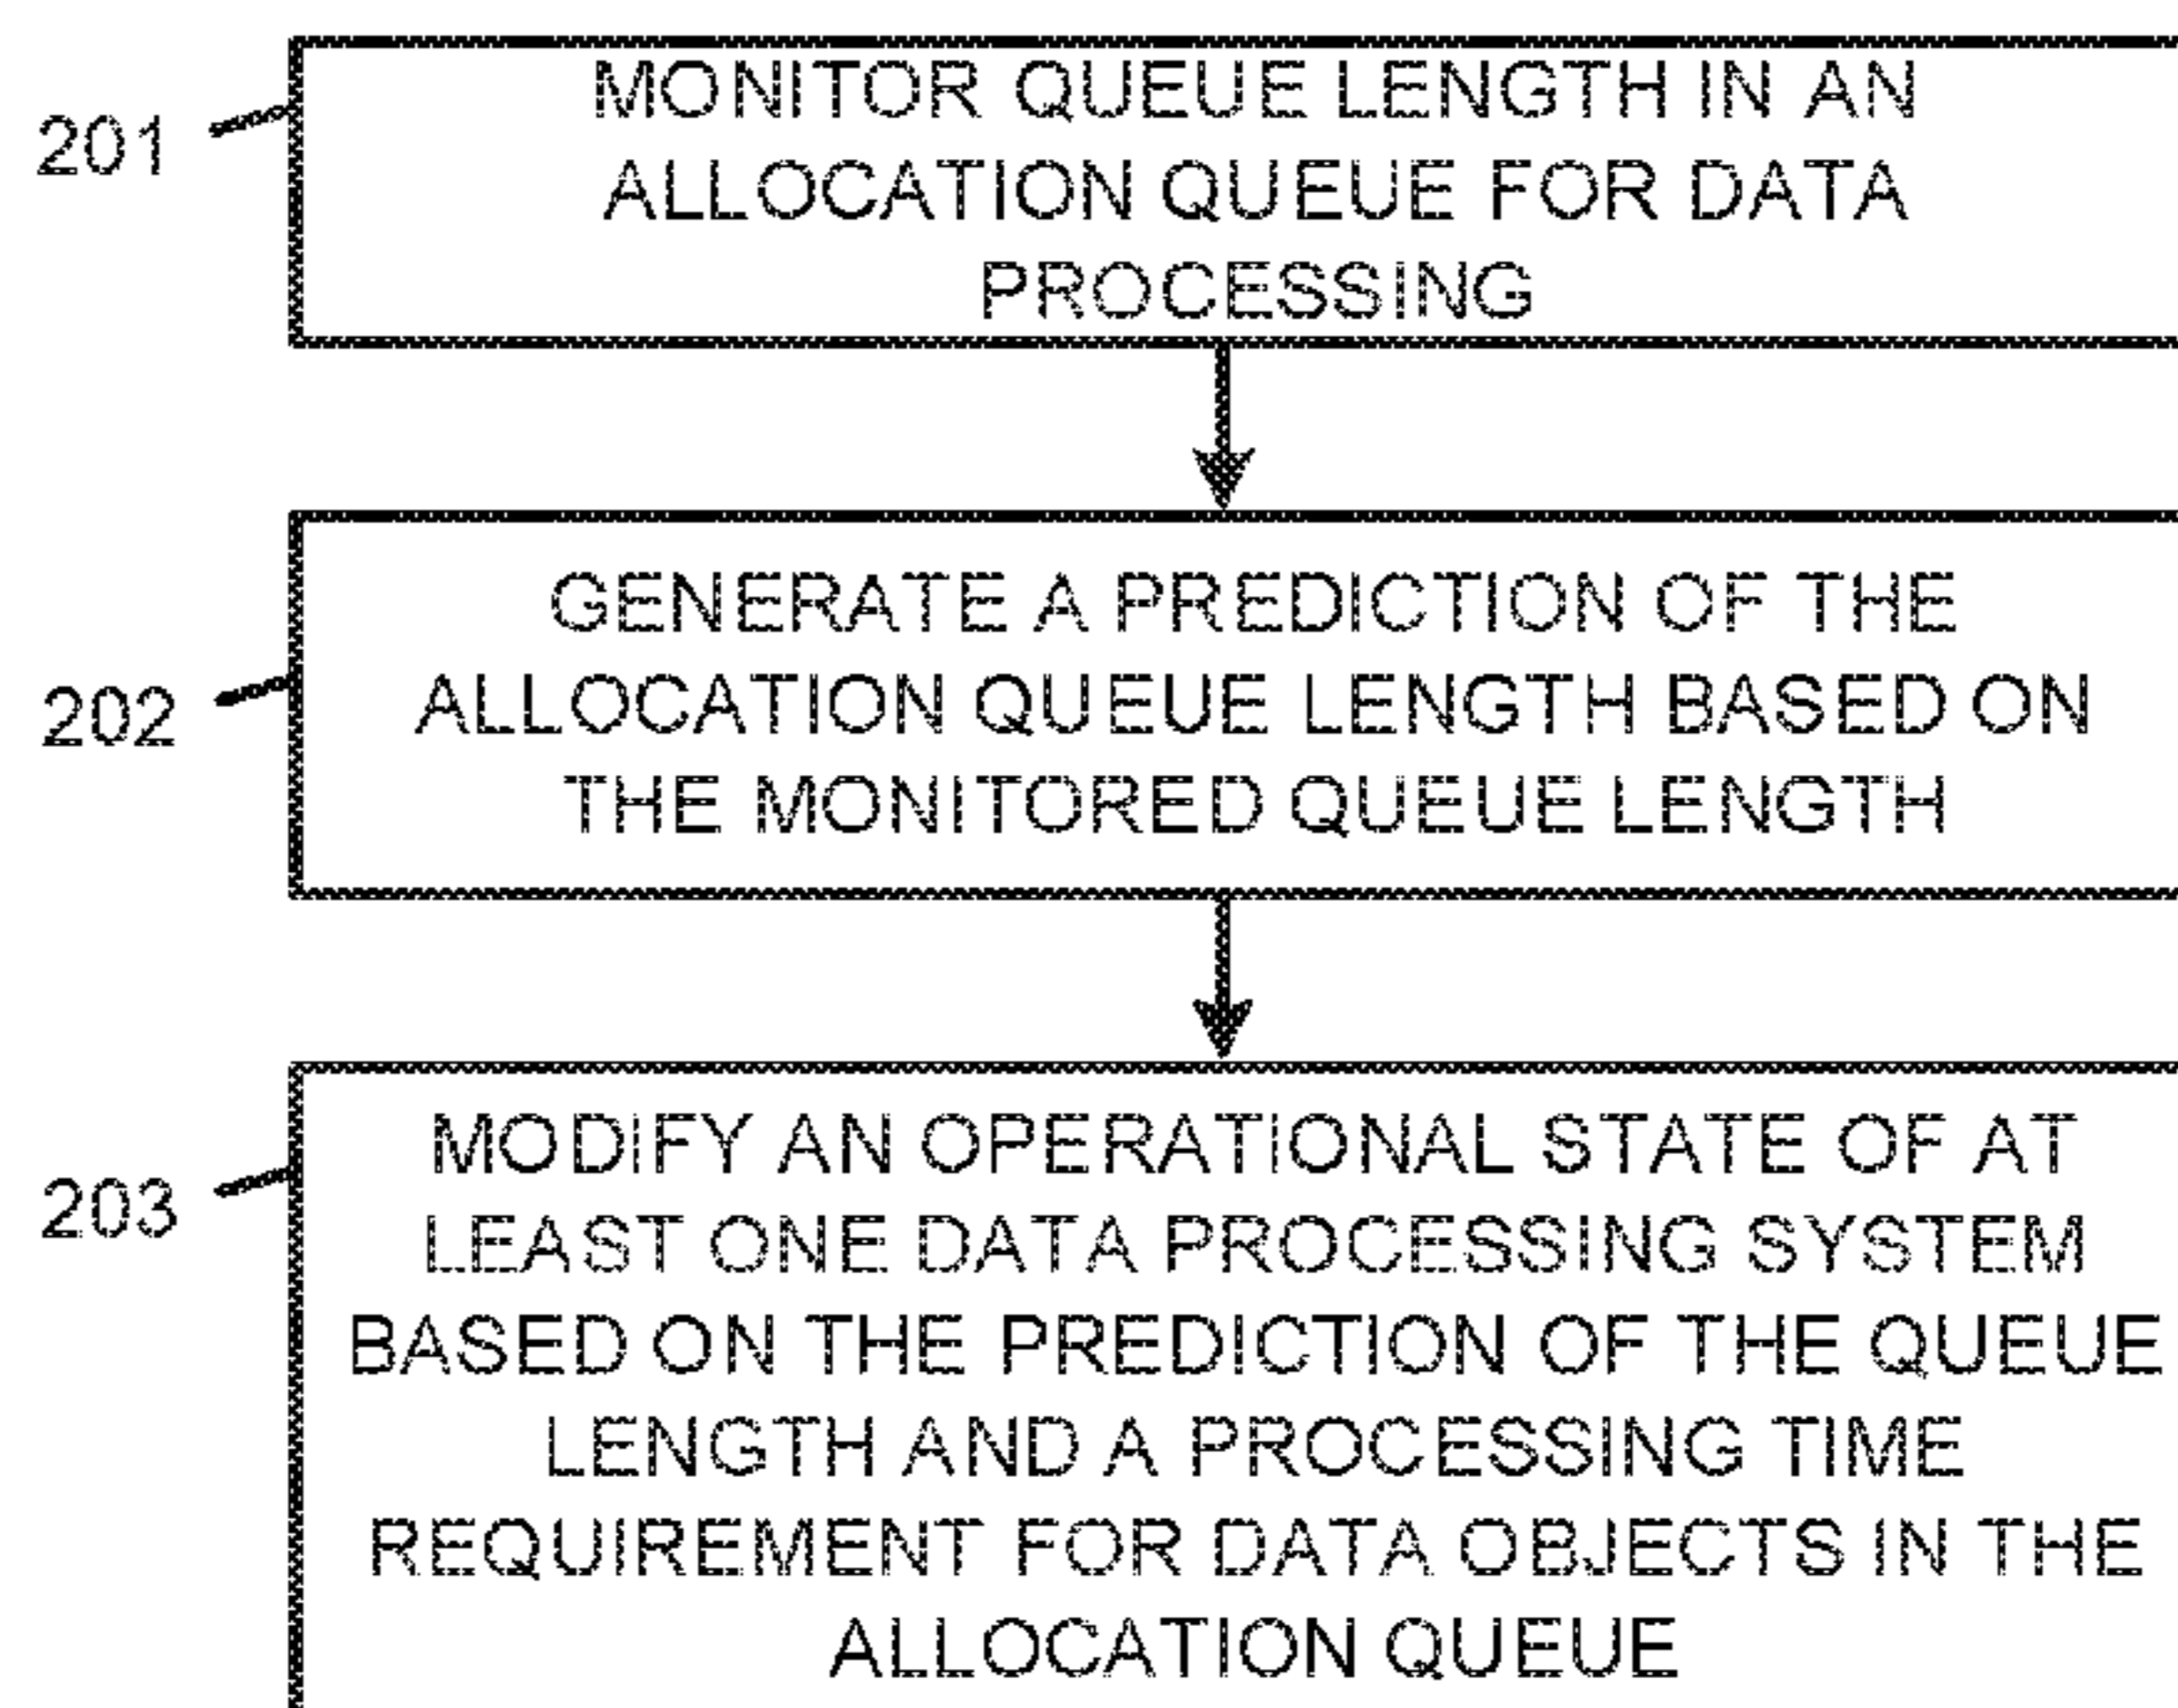 201
MONITOR QUEUE LENGTH IN AN
ALLOCATION QUEUE FOR DATA
PROCESSING
202
GENERATE A PREDICTION OF THE
ALLOCATION QUEUE LENGTH BASED ON
THE MONITORED QUEUE LENGTH
203
MODIFY AN OPERATIONAL STATE OF AT
LEAST ONE DATA PROCESSING SYSTEM
BASED ON THE PREDICTION OF THE QUEUE
LENGTH AND A PROCESSING TIME
REQUIREMENT FOR DATA OBJECTS IN THE
ALLOCATION QUEUE